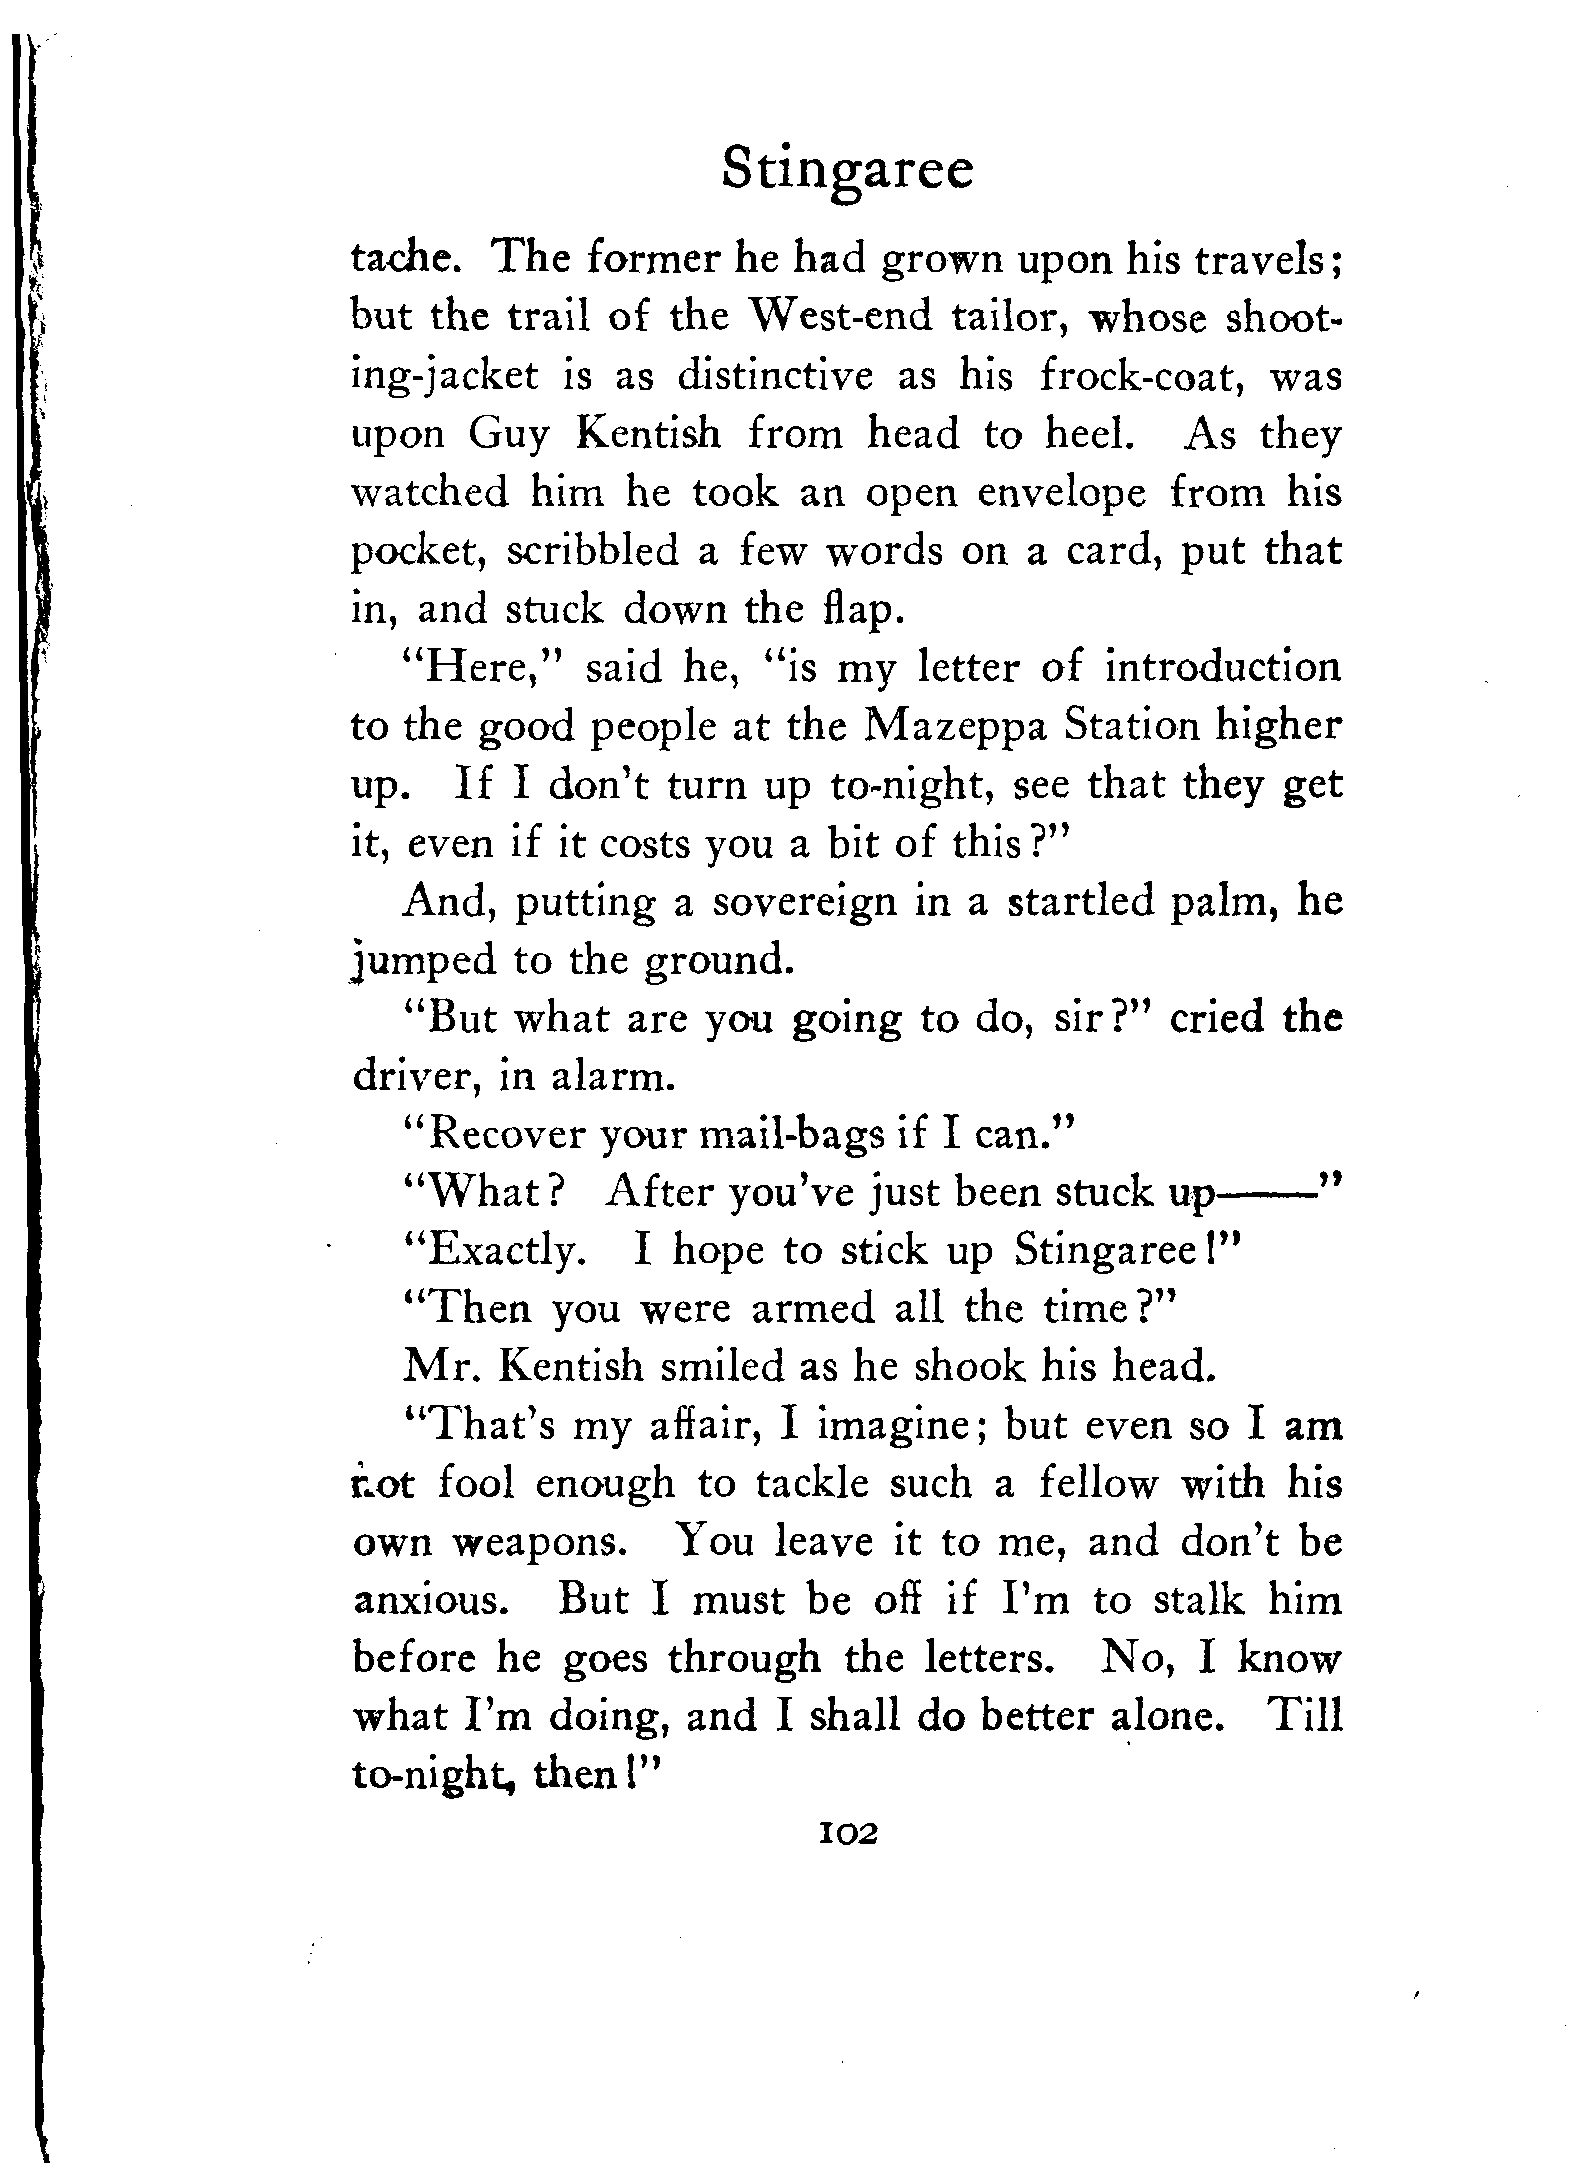 Stingaree
tache. The former he had grown upon his travels;
but the trail of the West-end tailor, whose shoot-
ing-jacket is as distinctive as his frock-coat, was
upon Guy Kentish from head to heel. As they
watched him he took an open envelope from his
pocket, scribbled a few words on a card, put that
in, and stuck down the flap.
“Here,” said he, “is my letter of introduction
to the good people at the Mazeppa Station higher
up. If I don’t turn up to-night, see that they get
it, even if it costs you a bit of this?”
And, putting a sovereign in a startled palm, he
jumped to the ground.
“But what are you going to do, sir?” cried the
driver, in alarm.
“Recover your mail-bags if I can.”
“What? After you’ve just been stuck up——”
“Exactly. I hope to stick up Stingaree!”
“Then you were armed all the time?”
Mr. Kentish smiled as he shook his head.
“That’s my affair, I imagine; but even so I am
not fool enough to tackle such a fellow with his
own weapons. You leave it to me, and don’t be
anxious. But I must be off if I’m to stalk him
before he goes through the letters. No, I know
what I’m doing, and I shall do better alone. Till
to-night, then!”
102